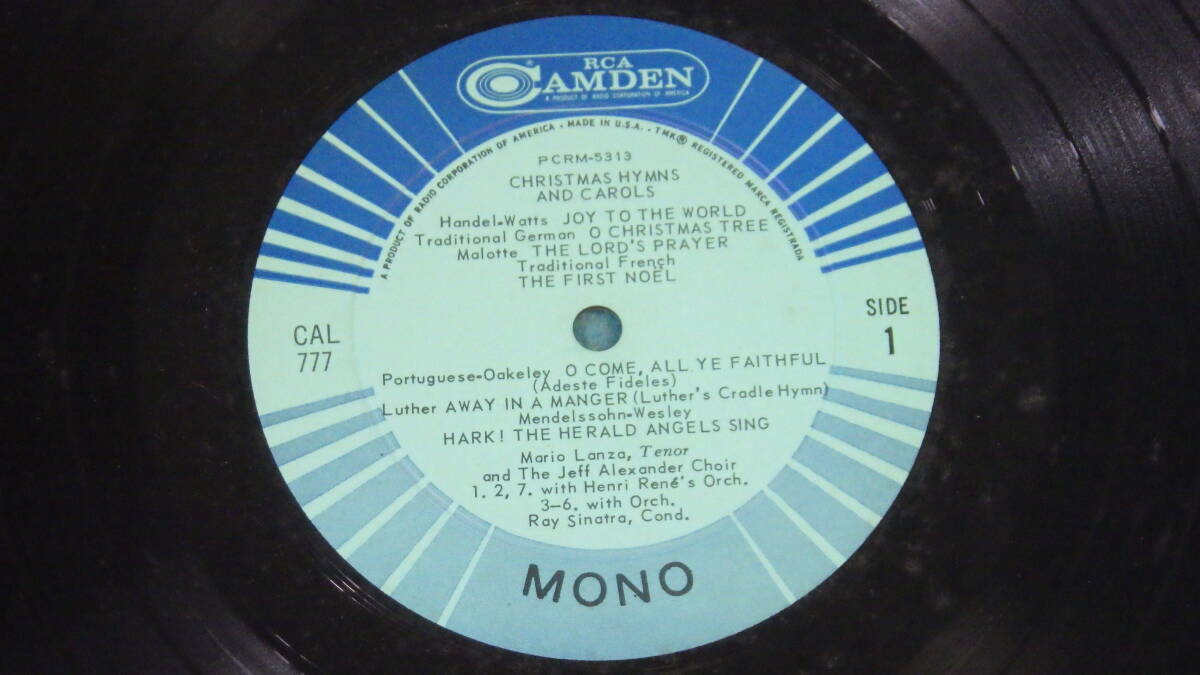 RCA
CAMDEN
®
A PRODUCT OF RADIO CORPORATION OF AMERICA
A PRODUCT OF RADIO CORPORATION OF AMERICA - MADE IN U.S.A. - TMK® REGISTERED MARCA REGISTRADA
PCRM-5313
CHRISTMAS HYMNS
AND CAROLS
Handel-Watts JOY TO THE WORLD
Traditional German O CHRISTMAS TREE
Malotte THE LORD'S PRAYER
Traditional French
THE FIRST NOËL
CAL
777
SIDE
1
Portuguese-Oakeley O COME, ALL YE FAITHFUL
(Adeste Fideles)
Luther AWAY IN A MANGER (Luther's Cradle Hymn)
Mendelssohn-Wesley
HARK! THE HERALD ANGELS SING
Mario Lanza, Tenor
and The Jeff Alexander Choir
1. 2, 7. with Henri René's Orch.
3-6. with Orch.
Ray Sinatra, Cond.
MONO